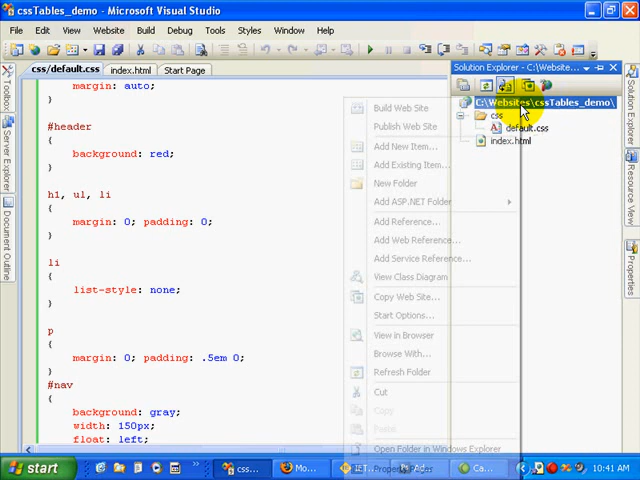 cssTables_demo - Microsoft Visual Studio
File Edit View Website Build Debug Tools Style Window Help
css/default.css index.html Start Page
Solution Explorer - C:\Website...
Toolbox
Server Explorer
Document Outline
margin: auto;
}
#header
{
background: red;
}
h1, ul, li
{
margin: 0; padding: 0;
}
li
{
list-style: none;
}
p
{
margin: 0; padding: .5em 0;
}
#nav
{
background: gray;
width: 150px;
float: left;
Build Web Site
Publish Web Site
Add New Item...
Add Existing Item...
New Folder
Add ASP.NET Folder
Add Reference...
Add Web Reference...
Add Service Reference...
View Class Diagram
Copy Web Site...
Start Options...
View in Browser
Browse With...
Refresh Folder
Cut
Copy
Paste
Open Folder in Windows Explorer
C:\Websites\cssTables_demo\
css
default.css
index.html
Solution Explorer
Resource View
Properties
start
css...
Mo...
Ca...
10:41 AM